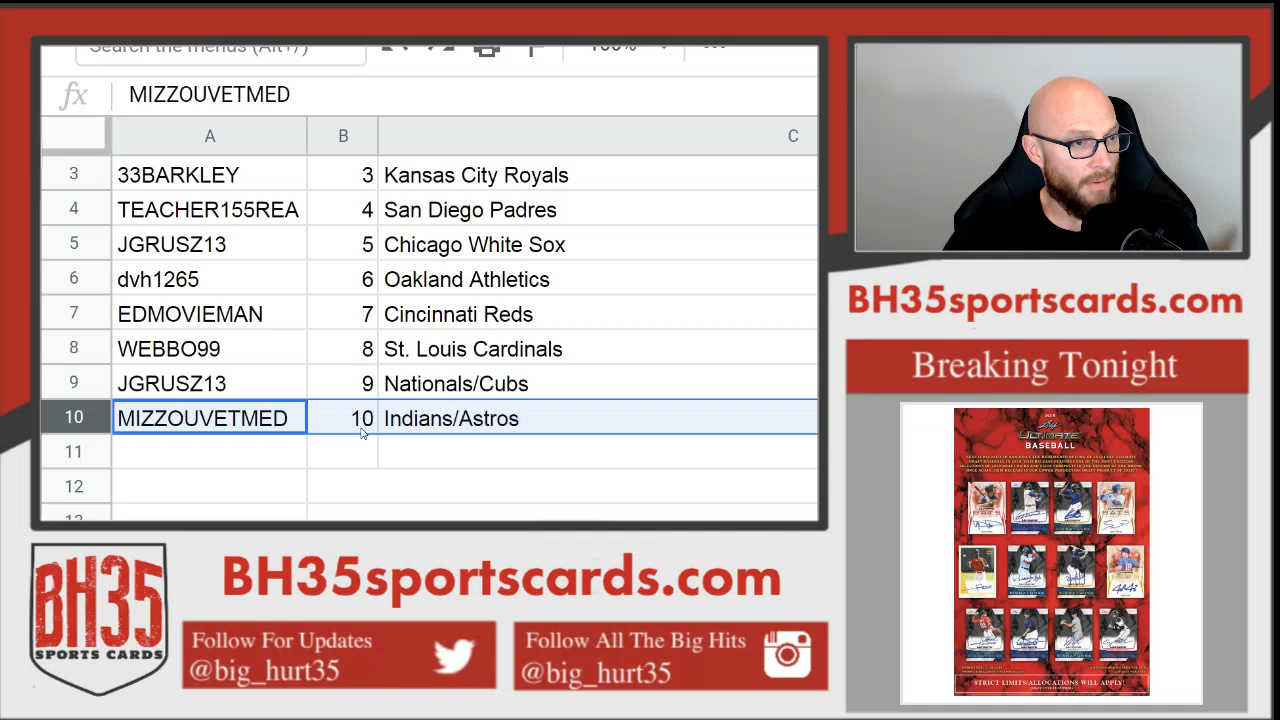 MIZZOUVETMED
A B C
3 33BARKLEY 3 Kansas City Royals
4 TEACHER155REA 4 San Diego Padres
5 JGRUSZ13 5 Chicago White Sox
6 dvh1265 6 Oakland Athletics
7 EDMOVIEMAN 7 Cincinnati Reds
8 WEBBO99 8 St. Louis Cardinals
9 JGRUSZ13 9 Nationals/Cubs
10 MIZZOUVETMED 10 Indians/Astros
11
12
BH35sportscards.com
Breaking Tonight
ULTIMATE
BASEBALL
STRICT LIMITS/ALLOCATIONS WILL APPLY!
BH35
SPORTS CARDS
BH35sportscards.com
Follow For Updates
@big_hurt35
Follow All The Big Hits
@big_hurt35